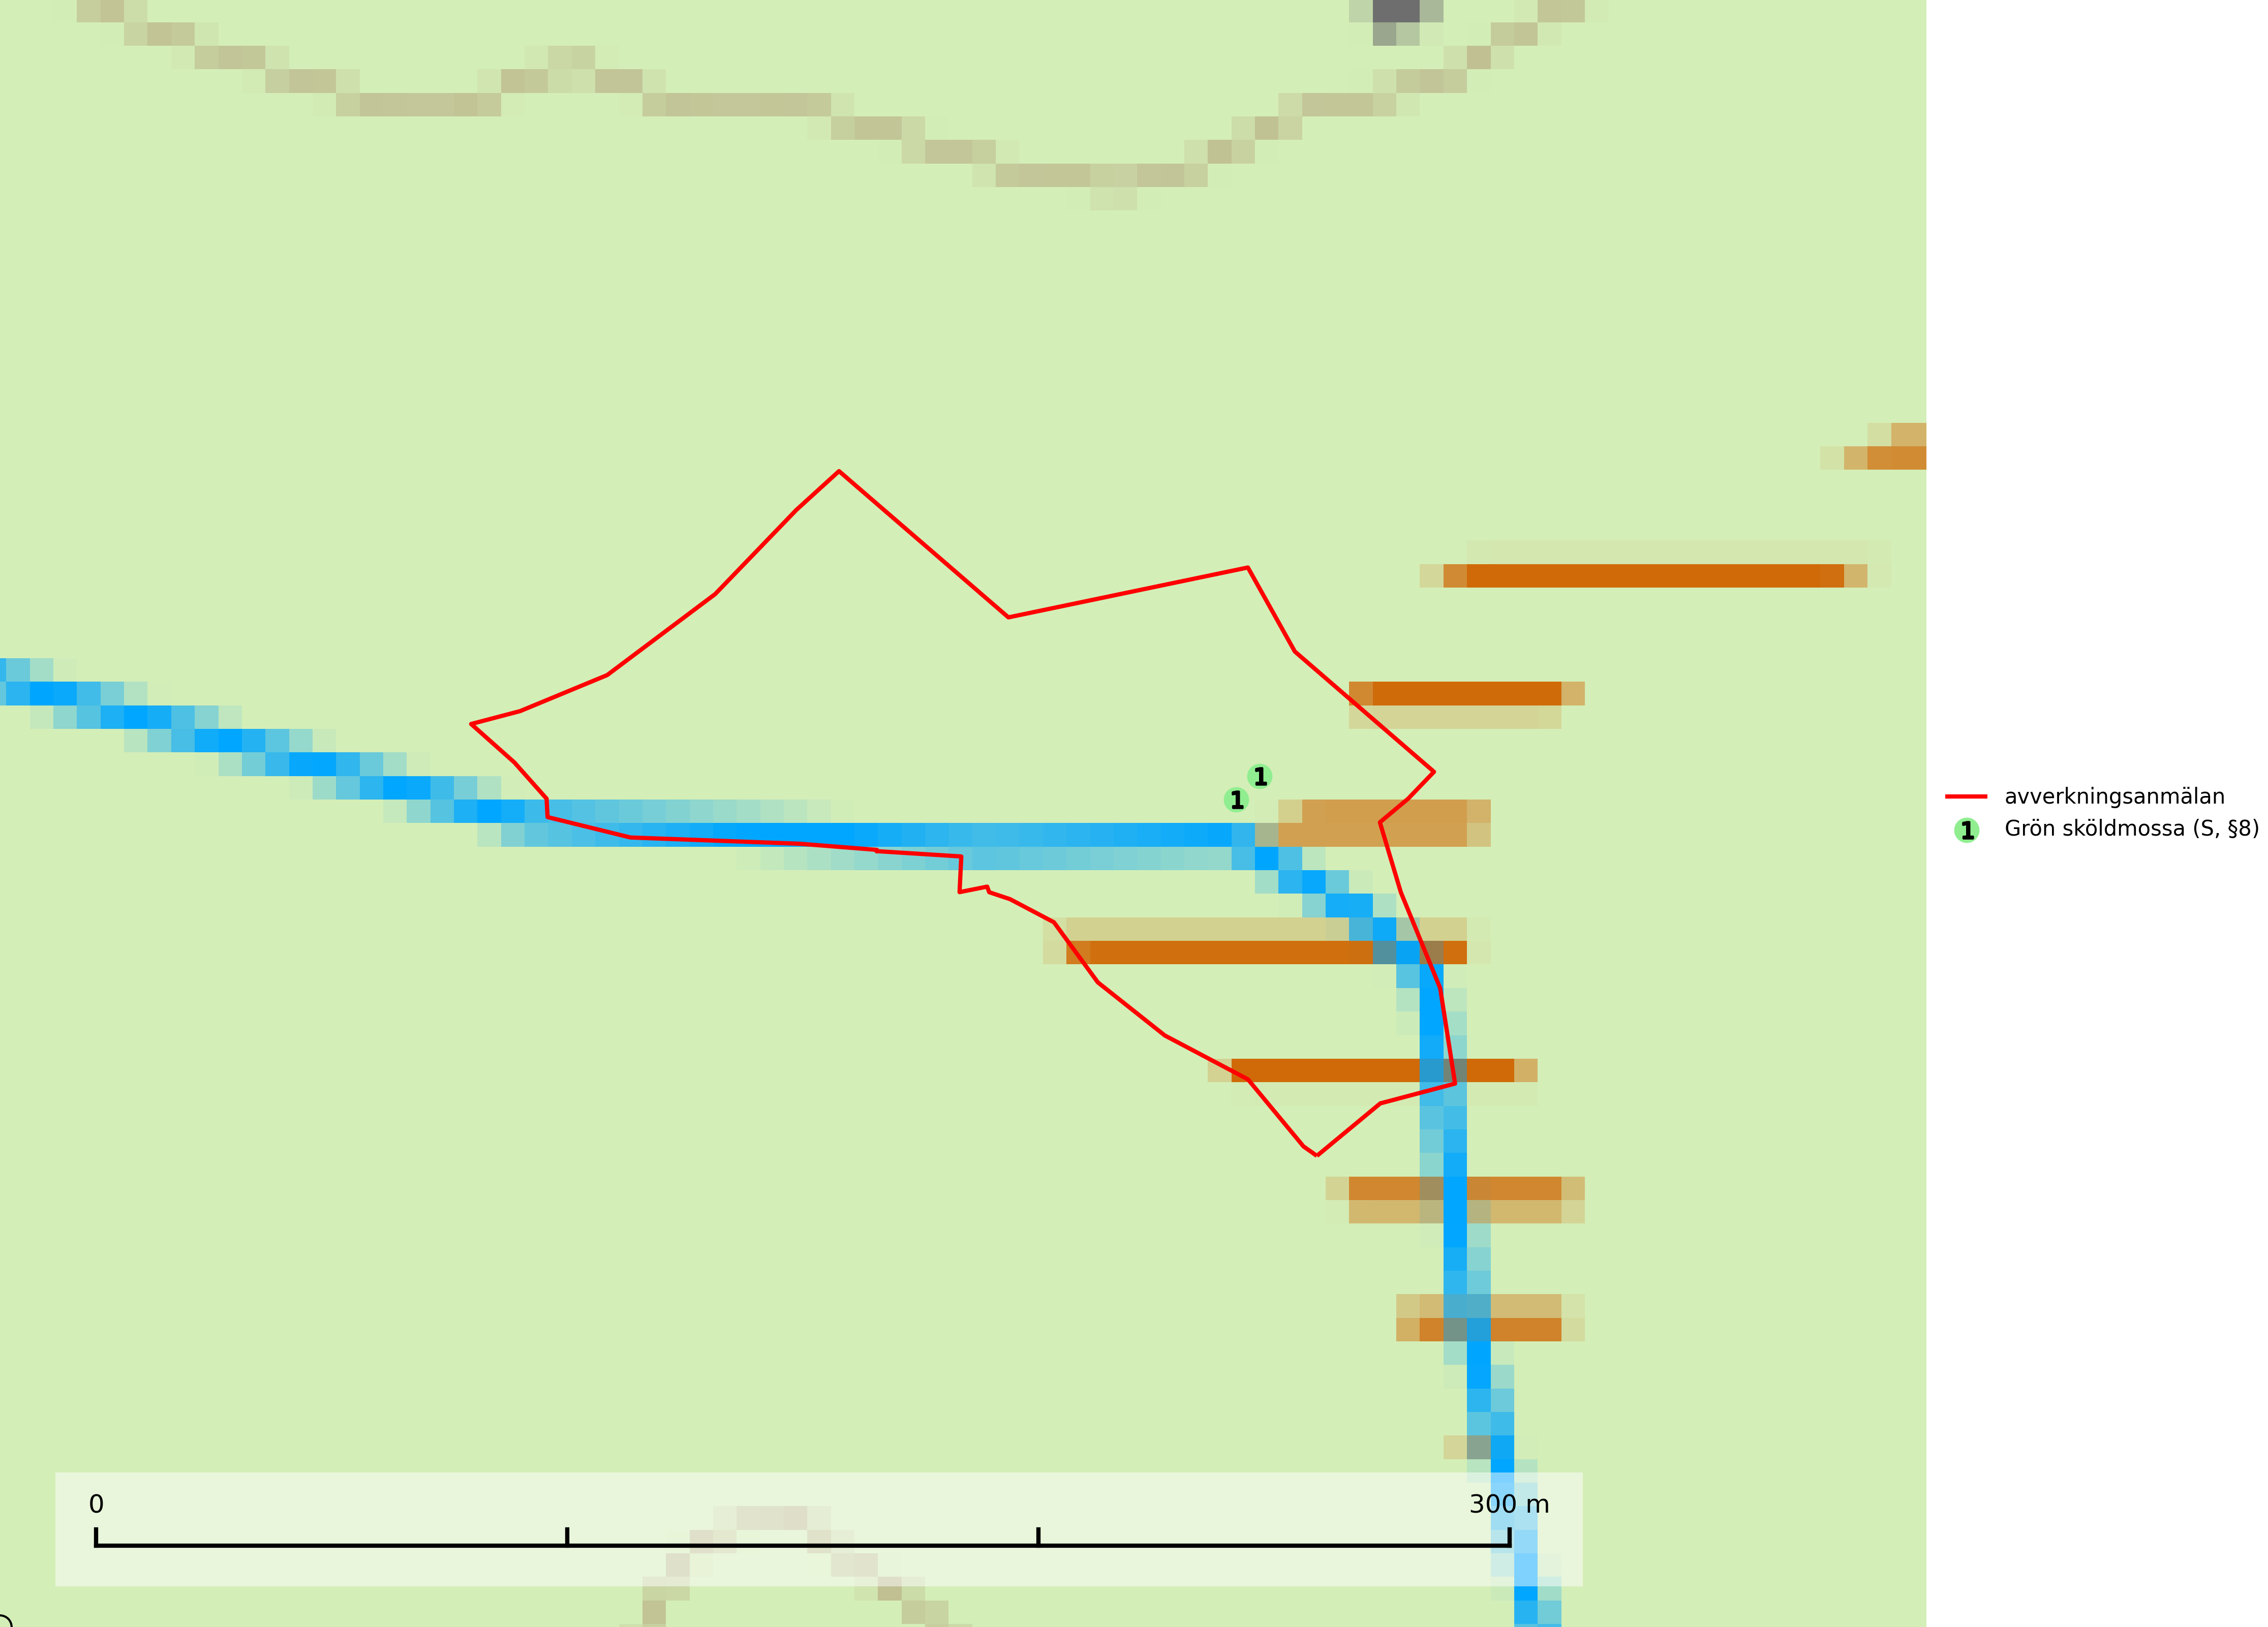 1
1
avverkningsanmälan
1 Grön sköldmossa (S, §8)
0 300 m